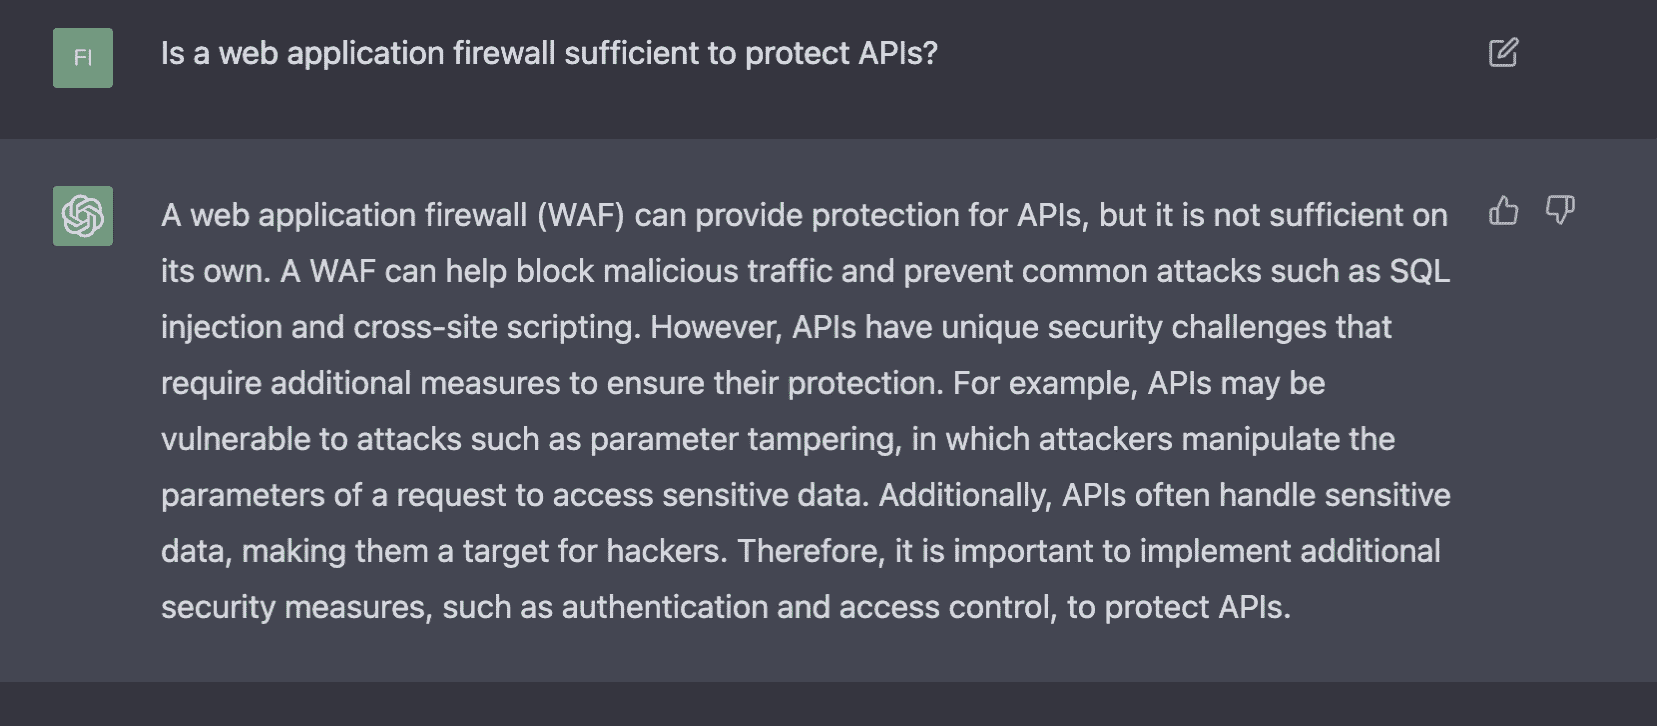 FI
Is a web application firewall sufficient to protect APIs?
A web application firewall (WAF) can provide protection for APIs, but it is not sufficient on
its own. A WAF can help block malicious traffic and prevent common attacks such as SQL
injection and cross-site scripting. However, APIs have unique security challenges that
require additional measures to ensure their protection. For example, APIs may be
vulnerable to attacks such as parameter tampering, in which attackers manipulate the
parameters of a request to access sensitive data. Additionally, APIs often handle sensitive
data, making them a target for hackers. Therefore, it is important to implement additional
security measures, such as authentication and access control, to protect APIs.